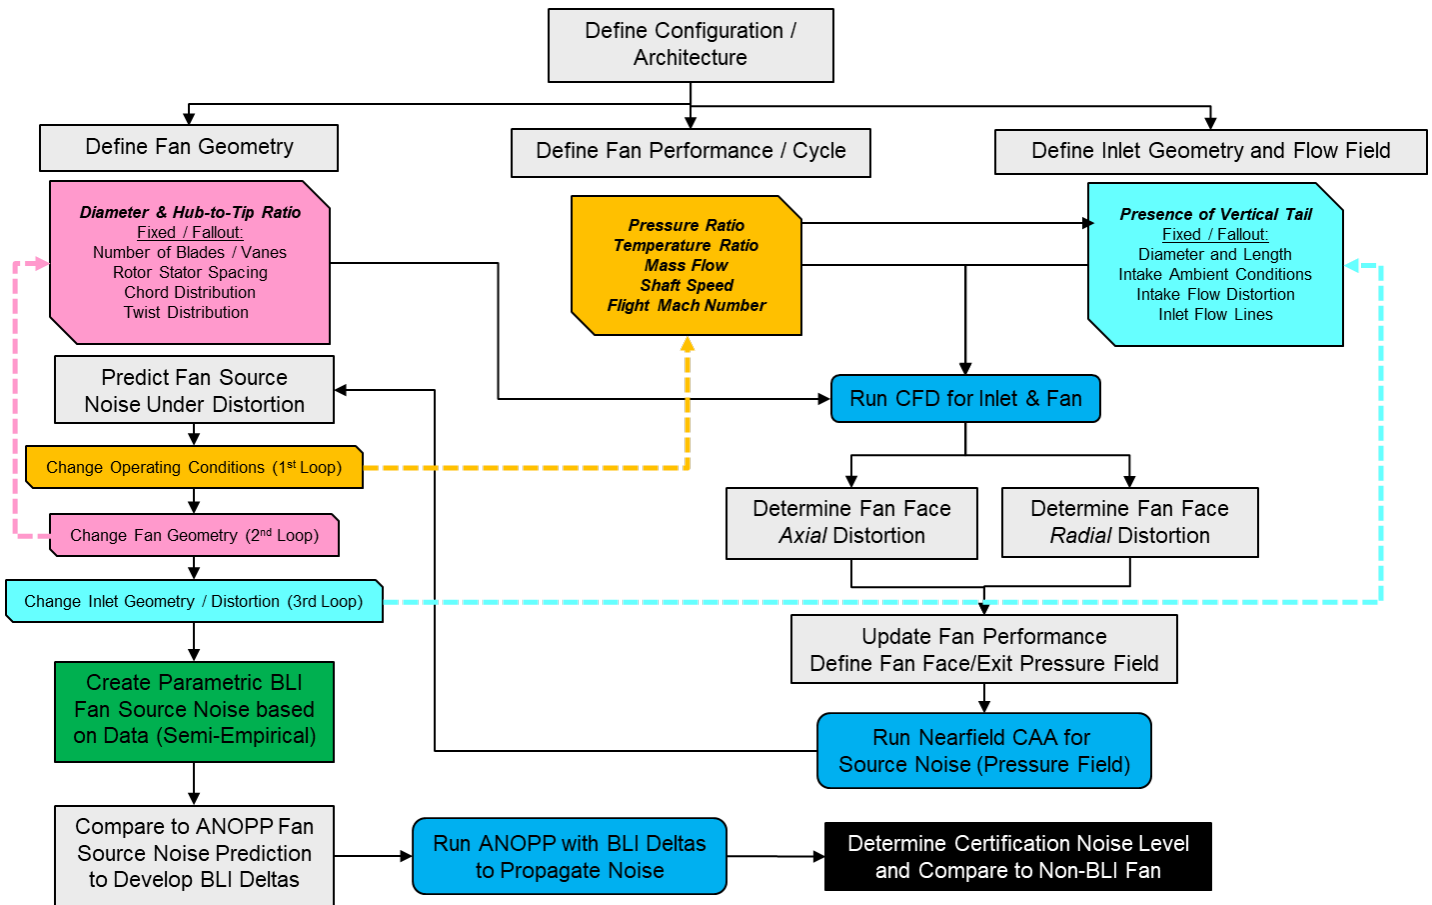 Define Configuration /
Architecture
Define Fan Geometry
Define Fan Performance / Cycle
Define Inlet Geometry and Flow Field
Diameter & Hub-to-Tip Ratio
Fixed / Fallout:
Number of Blades / Vanes
Rotor Stator Spacing
Chord Distribution
Twist Distribution
Pressure Ratio
Temperature Ratio
Mass Flow
Shaft Speed
Flight Mach Number
Presence of Vertical Tail
Fixed / Fallout:
Diameter and Length
Intake Ambient Conditions
Intake Flow Distortion
Inlet Flow Lines
Predict Fan Source
Noise Under Distortion
Run CFD for Inlet & Fan
Change Operating Conditions (1st Loop)
Change Fan Geometry (2nd Loop)
Change Inlet Geometry / Distortion (3rd Loop)
Determine Fan Face
Axial Distortion
Determine Fan Face
Radial Distortion
Update Fan Performance
Define Fan Face/Exit Pressure Field
Create Parametric BLI
Fan Source Noise based
on Data (Semi-Empirical)
Run Nearfield CAA for
Source Noise (Pressure Field)
Compare to ANOPP Fan
Source Noise Prediction
to Develop BLI Deltas
Run ANOPP with BLI Deltas
to Propagate Noise
Determine Certification Noise Level
and Compare to Non-BLI Fan